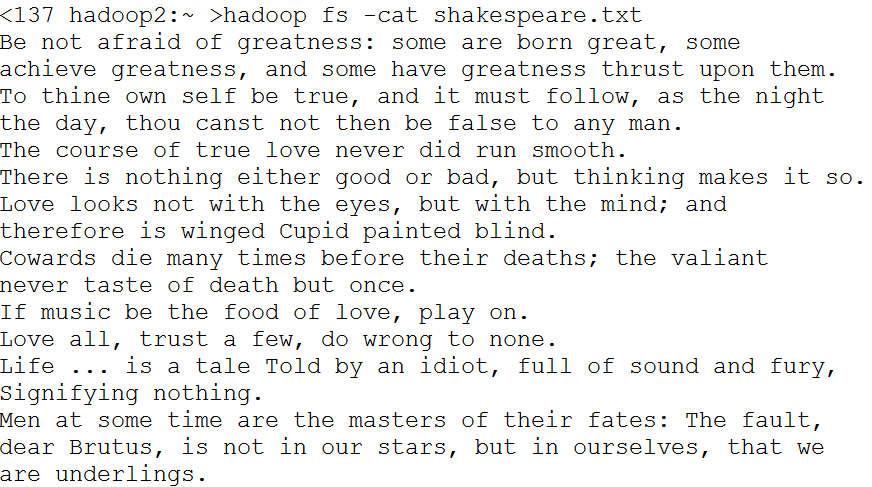 <137 hadoop2:~ >hadoop fs -cat shakespeare.txt
Be not afraid of greatness: some are born great, some
achieve greatness, and some have greatness thrust upon them.
To thine own self be true, and it must follow, as the night
the day, thou canst not then be false to any man.
The course of true love never did run smooth.
There is nothing either good or bad, but thinking makes it so.
Love looks not with the eyes, but with the mind; and
therefore is winged Cupid painted blind.
Cowards die many times before their deaths; the valiant
never taste of death but once.
If music be the food of love, play on.
Love all, trust a few, do wrong to none.
Life ... is a tale Told by an idiot, full of sound and fury,
Signifying nothing.
Men at some time are the masters of their fates: The fault,
dear Brutus, is not in our stars, but in ourselves, that we
are underlings.